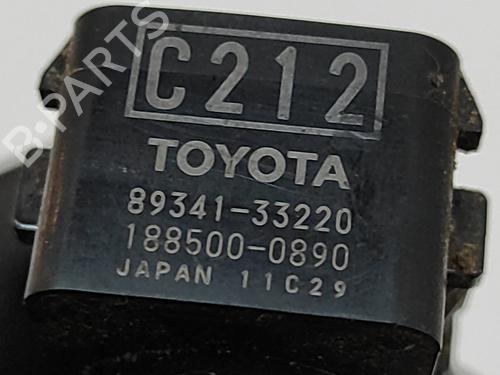 C212
TOYOTA
89341-33220
188500-0890
JAPAN 11C29
B-PARTS